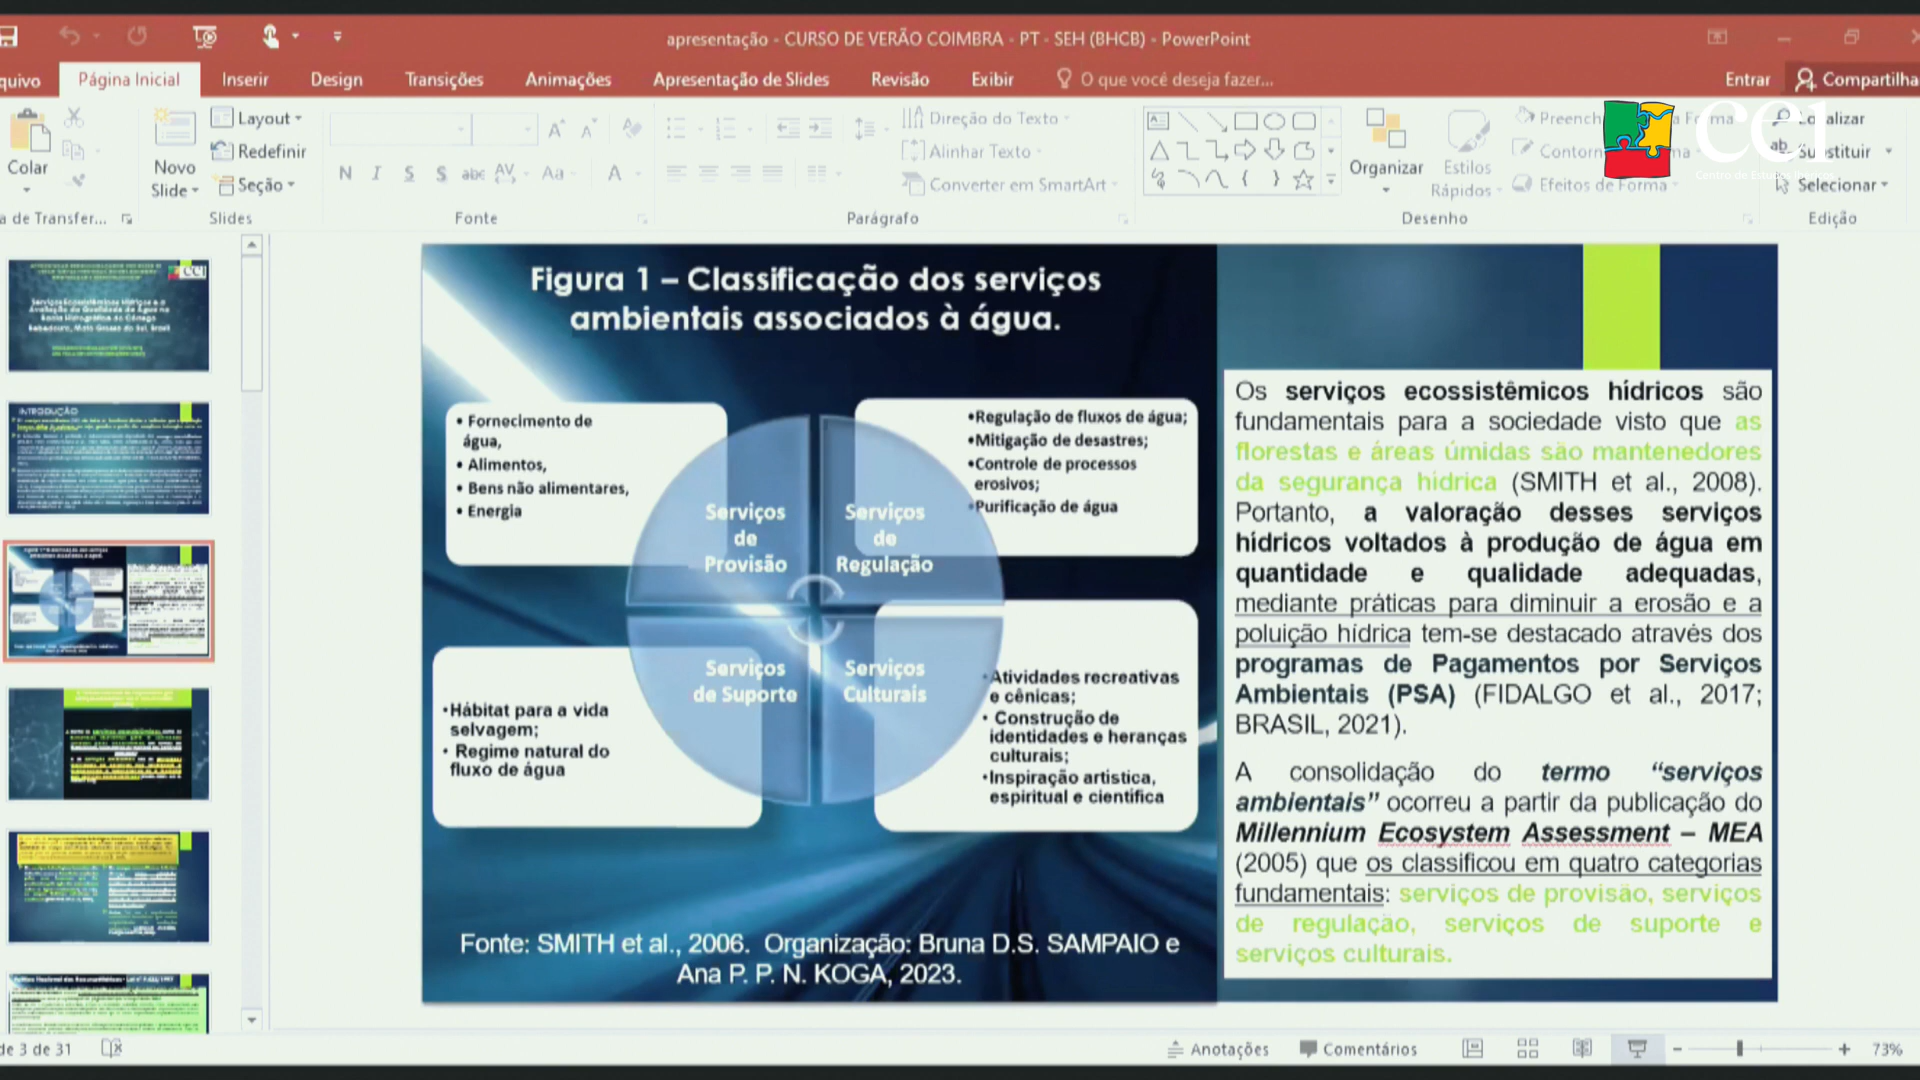 apresentação - CURSO DE VERÃO COIMBRA - PT - SEH (BHCB) - PowerPoint
quivo Página Inicial Inserir Design Transições Animações Apresentação de Slides Revisão Exibir O que você deseja fazer... Entrar Compartilha
Colar
Novo
Slide
Layout
Redefinir
Seção
Direção do Texto
Alinhar Texto
Converter em SmartArt
Organizar
Estilos
Rápidos
Efeitos de Forma
Substituir
Selecionar
cei
Centro de Estudos Ibéricos
a de Transfer... Slides Fonte Parágrafo Desenho Edição
INTRODUÇÃO
Figura 1 – Classificação dos serviços
ambientais associados à água.
• Fornecimento de
água,
• Alimentos,
• Bens não alimentares,
• Energia
•Regulação de fluxos de água;
•Mitigação de desastres;
•Controle de processos
erosivos;
•Purificação de água
Serviços
de
Provisão
Serviços
de
Regulação
Serviços
de Suporte
Serviços
Culturais
•Hábitat para a vida
selvagem;
• Regime natural do
fluxo de água
•Atividades recreativas
e cênicas;
• Construção de
identidades e heranças
culturais;
•Inspiração artistica,
espiritual e científica
Fonte: SMITH et al., 2006. Organização: Bruna D.S. SAMPAIO e
Ana P. P. N. KOGA, 2023.
Os serviços ecossistêmicos hídricos são
fundamentais para a sociedade visto que as
florestas e áreas úmidas são mantenedores
da segurança hídrica (SMITH et al., 2008).
Portanto, a valoração desses serviços
hídricos voltados à produção de água em
quantidade e qualidade adequadas,
mediante práticas para diminuir a erosão e a
poluição hídrica tem-se destacado através dos
programas de Pagamentos por Serviços
Ambientais (PSA) (FIDALGO et al., 2017;
BRASIL, 2021).
A consolidação do termo “serviços
ambientais” ocorreu a partir da publicação do
Millennium Ecosystem Assessment – MEA
(2005) que os classificou em quatro categorias
fundamentais: serviços de provisão, serviços
de regulação, serviços de suporte e
serviços culturais.
de 3 de 31 Anotações Comentários 73%